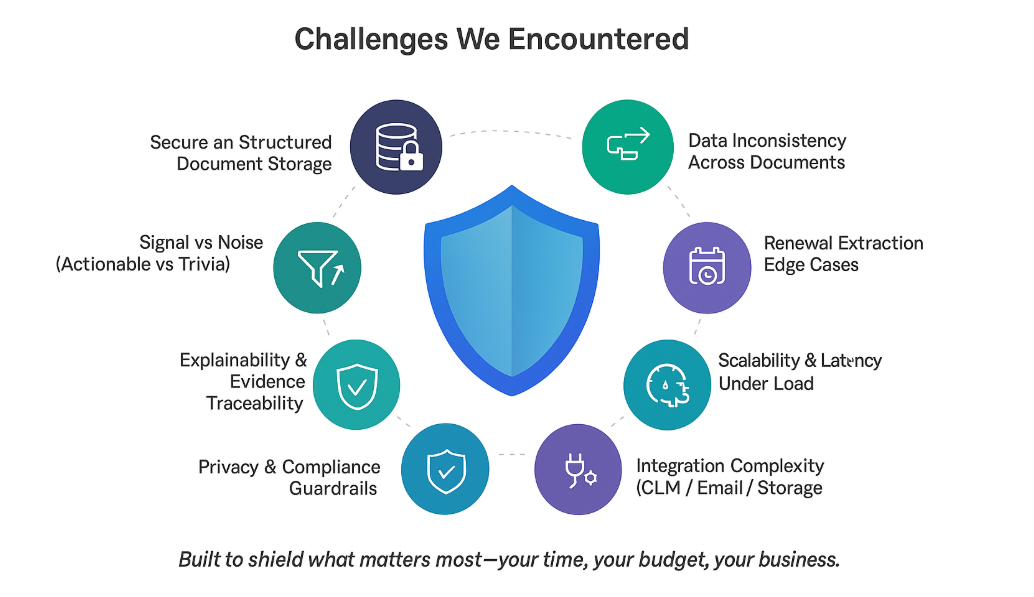 Challenges We Encountered
Secure an Structured
Document Storage
Data Inconsistency
Across Documents
Signal vs Noise
(Actionable vs Trivia)
Renewal Extraction
Edge Cases
Explainability &
Evidence
Traceability
Scalability & Latency
Under Load
Privacy & Compliance
Guardrails
Integration Complexity
(CLM / Email / Storage
Built to shield what matters most—your time, your budget, your business.